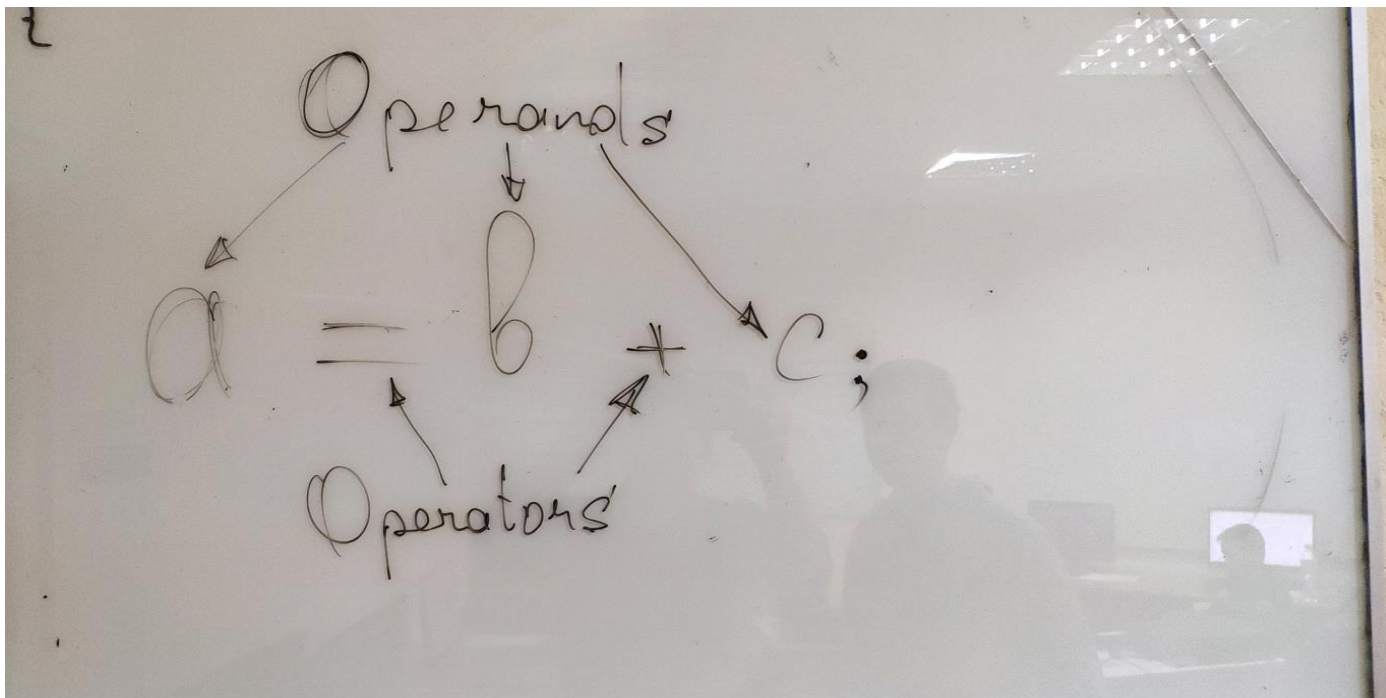 {
Operands
a = b + c;
Operators